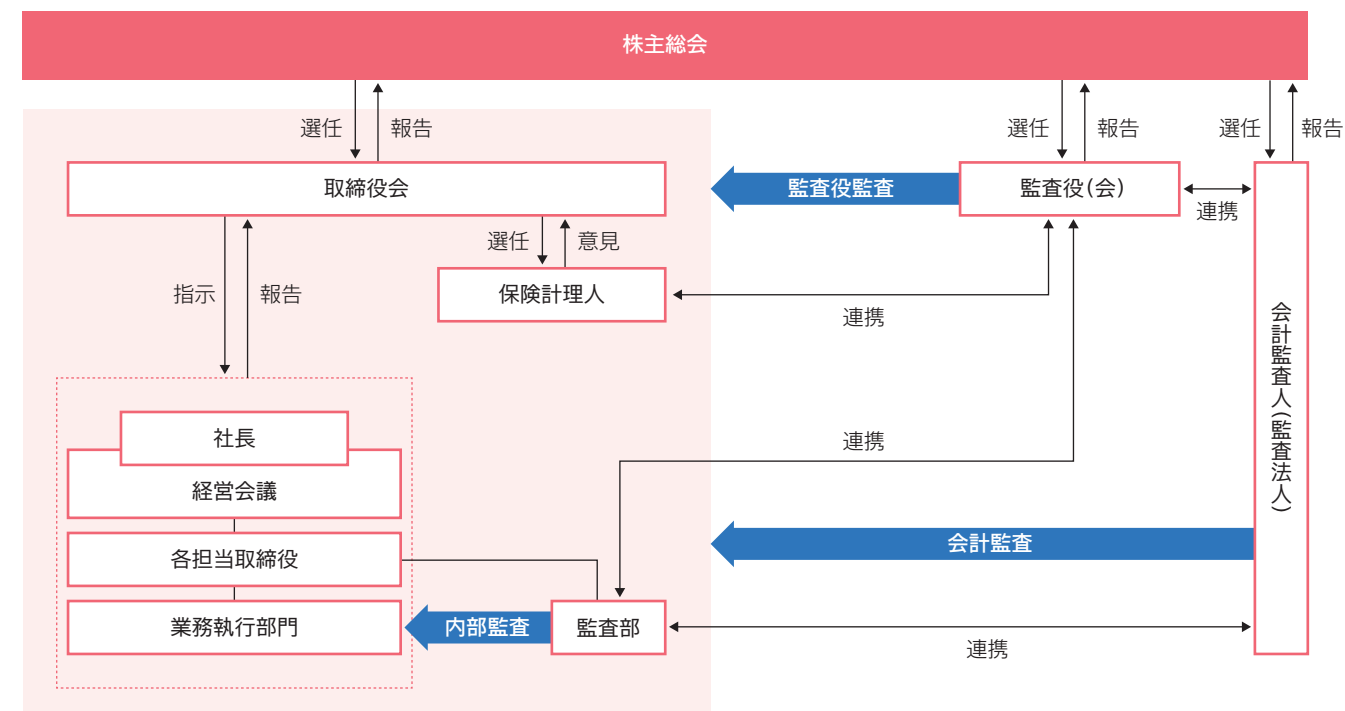 株主総会
選任
報告
選任
報告
選任
報告
取締役会
監査役監査
監査役(会)
連携
選任
意見
指示
報告
保険計理人
連携
会計監査人(監査法人)
社長
経営会議
連携
各担当取締役
会計監査
業務執行部門
内部監査
監査部
連携